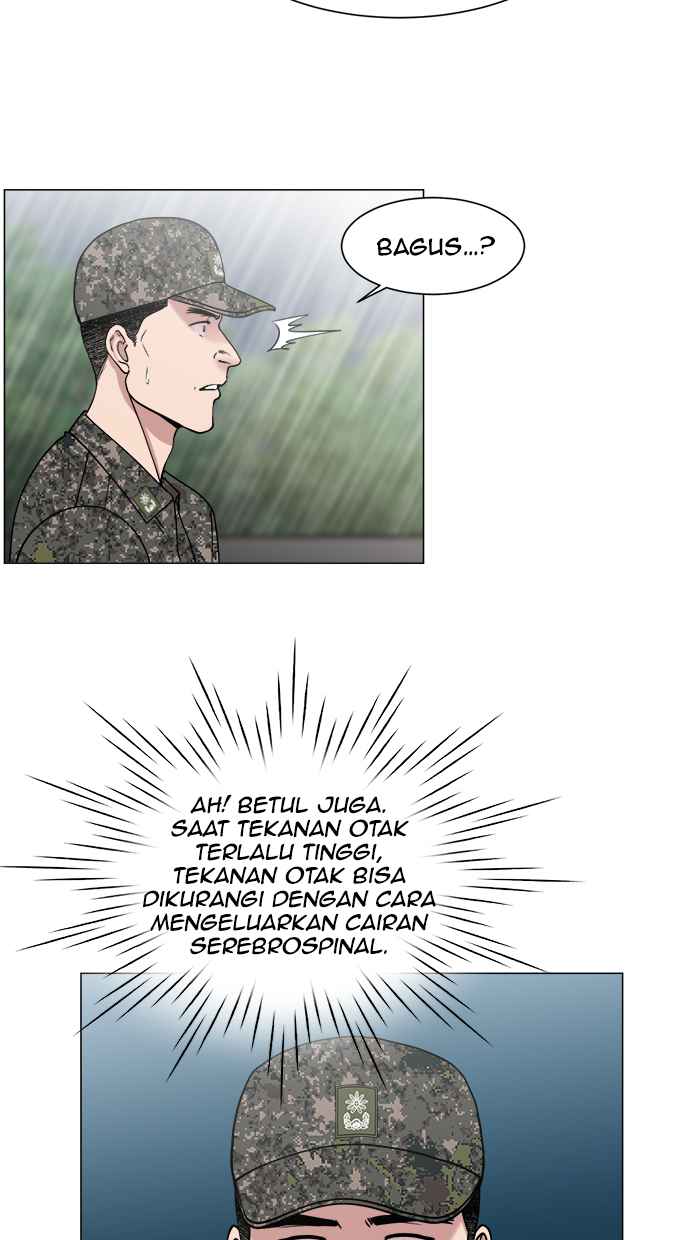 BAGUS...?
AH! BETUL JUGA.
SAAT TEKANAN OTAK
TERLALU TINGGI,
TEKANAN OTAK BISA
DIKURANGI DENGAN CARA
MENGELUARKAN CAIRAN
SEREBROSPINAL.